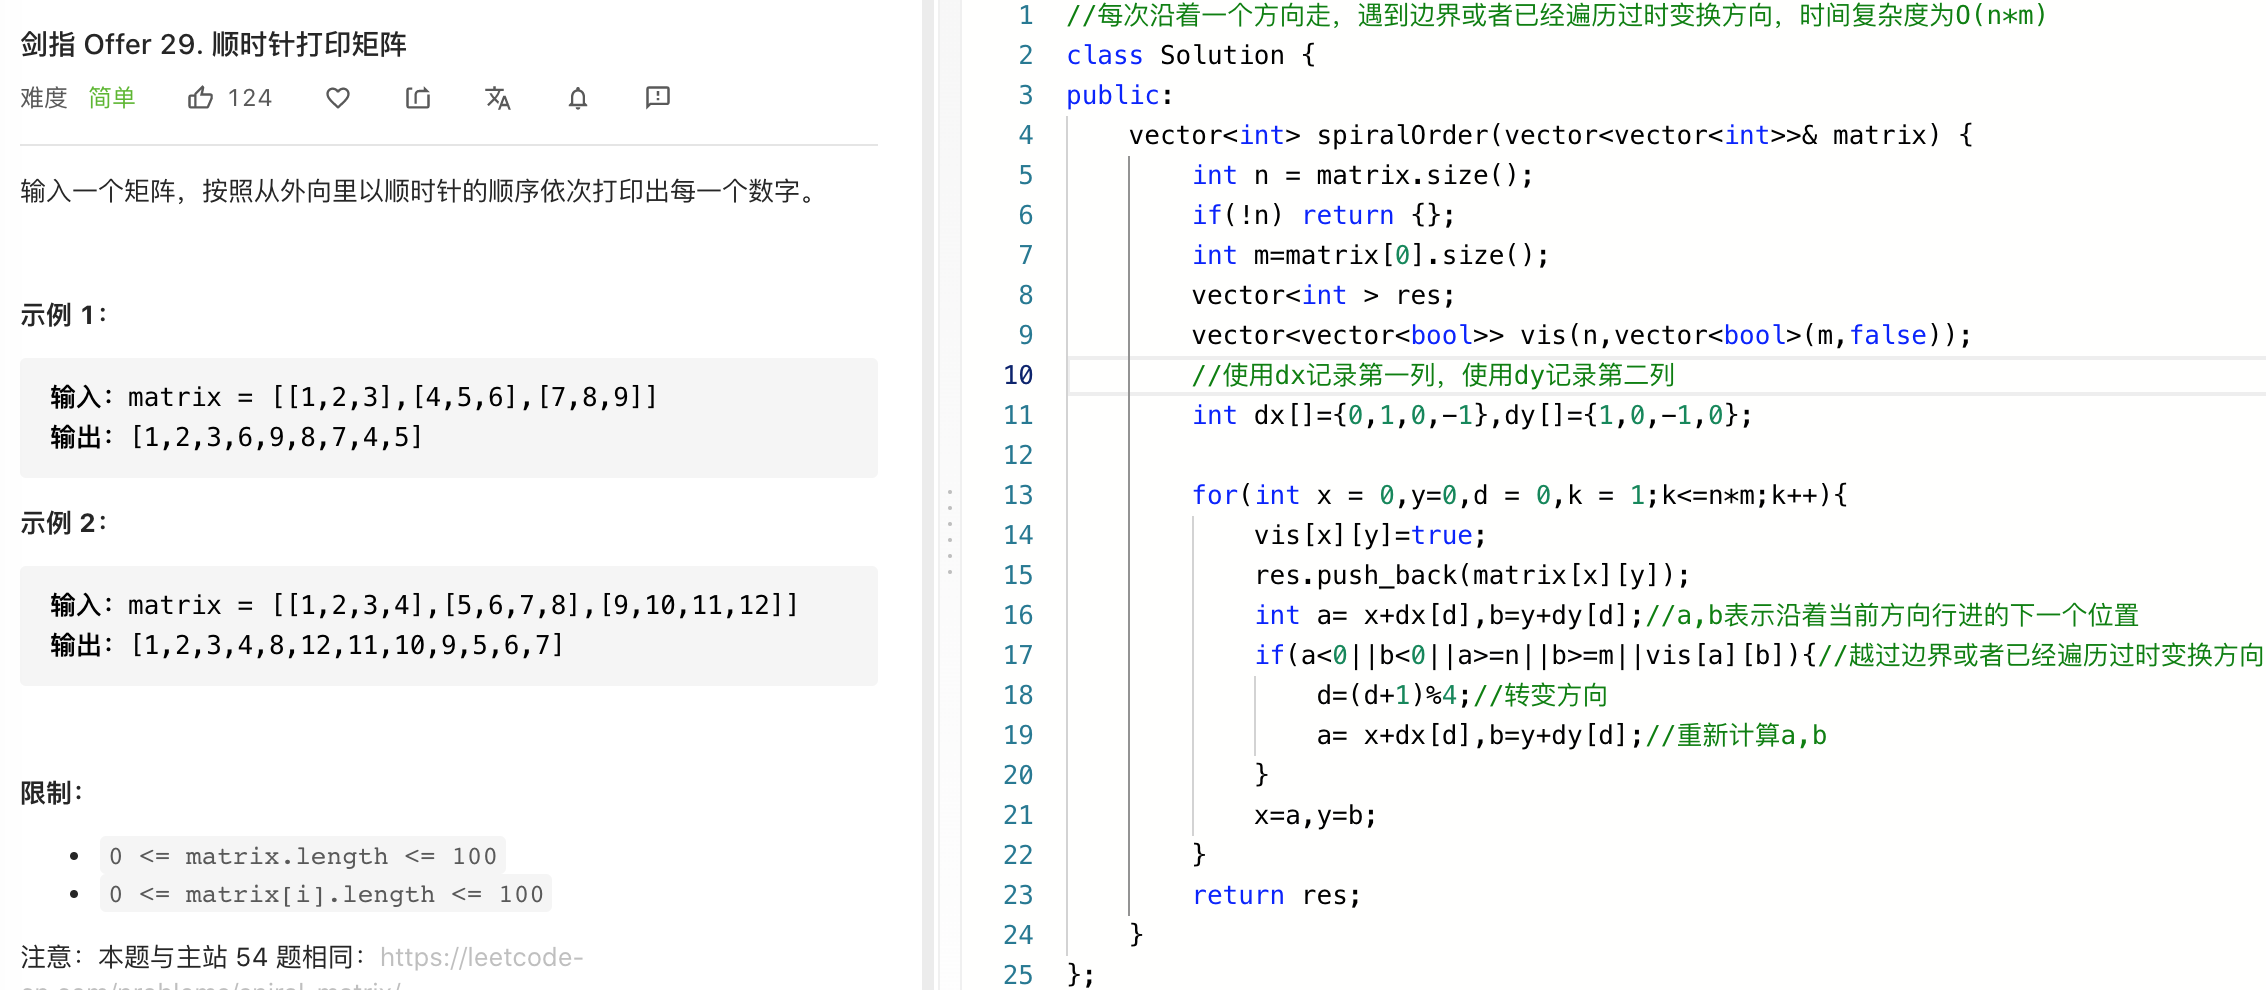 剑指 Offer 29. 顺时针打印矩阵
难度 简单 124
输入一个矩阵，按照从外向里以顺时针的顺序依次打印出每一个数字。
示例 1：
输入：matrix = [[1,2,3],[4,5,6],[7,8,9]]
输出：[1,2,3,6,9,8,7,4,5]
示例 2：
输入：matrix = [[1,2,3,4],[5,6,7,8],[9,10,11,12]]
输出：[1,2,3,4,8,12,11,10,9,5,6,7]
限制：
• 0 <= matrix.length <= 100
• 0 <= matrix[i].length <= 100
注意：本题与主站 54 题相同：https://leetcode-
1 //每次沿着一个方向走，遇到边界或者已经遍历过时变换方向，时间复杂度为O(n*m)
2 class Solution {
3 public:
4     vector<int> spiralOrder(vector<vector<int>>& matrix) {
5         int n = matrix.size();
6         if(!n) return {};
7         int m=matrix[0].size();
8         vector<int > res;
9         vector<vector<bool>> vis(n,vector<bool>(m,false));
10         //使用dx记录第一列，使用dy记录第二列
11         int dx[]={0,1,0,-1},dy[]={1,0,-1,0};
12
13         for(int x = 0,y=0,d = 0,k = 1;k<=n*m;k++){
14             vis[x][y]=true;
15             res.push_back(matrix[x][y]);
16             int a= x+dx[d],b=y+dy[d];//a,b表示沿着当前方向行进的下一个位置
17             if(a<0||b<0||a>=n||b>=m||vis[a][b]){//越过边界或者已经遍历过时变换方向
18                 d=(d+1)%4;//转变方向
19                 a= x+dx[d],b=y+dy[d];//重新计算a,b
20             }
21             x=a,y=b;
22         }
23         return res;
24     }
25 };